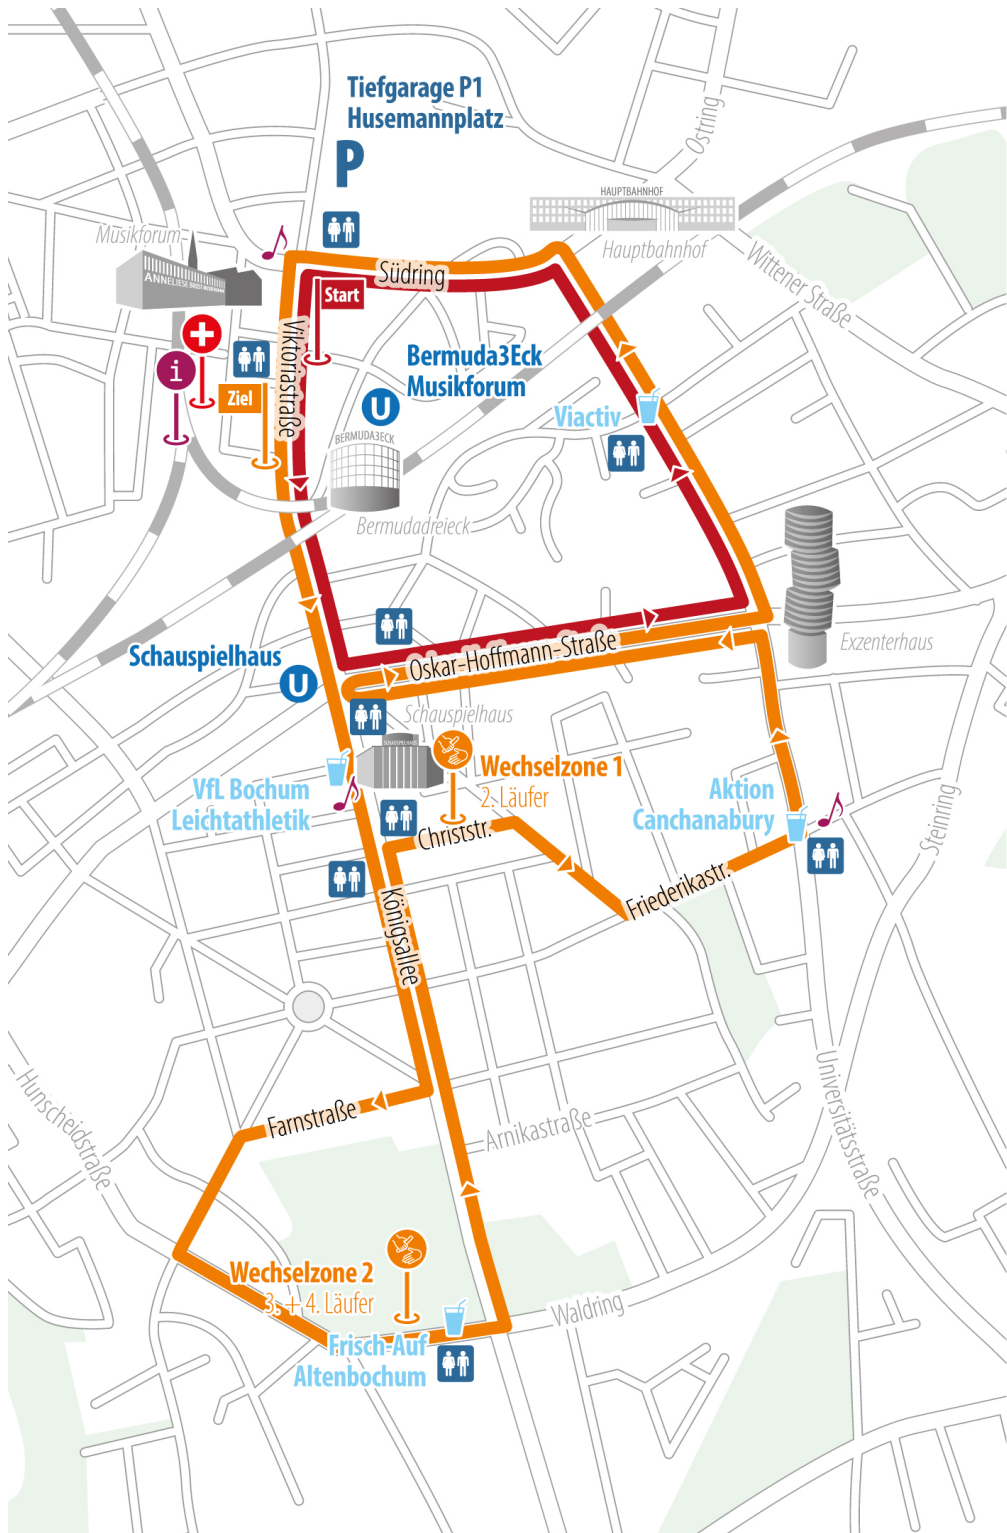 Tiefgarage P1
Husemannplatz
P
Ostring
HAUPTBAHNHOF
Hauptbahnhof
Wittener Straße
Musikforum
ANNELIESE BROST MUSIKFORUM
Südring
Start
Viktoriastraße
i
Ziel
Bermuda3Eck
Musikforum
U
Viactiv
BERMUDA3ECK
Bermudadreieck
Exzenterhaus
Oskar-Hoffmann-Straße
Schauspielhaus
U
Schauspielhaus
SCHAUSPIELHAUS
Wechselzone 1
2. Läufer
VfL Bochum
Leichtathletik
Aktion
Canchanabury
Steinring
Christstr.
Friederikastr.
Königsallee
Hunscheidstraße
Farnstraße
Arnikastraße
Universitätsstraße
Wechselzone 2
3. + 4. Läufer
Waldring
Frisch-Auf
Altenbochum